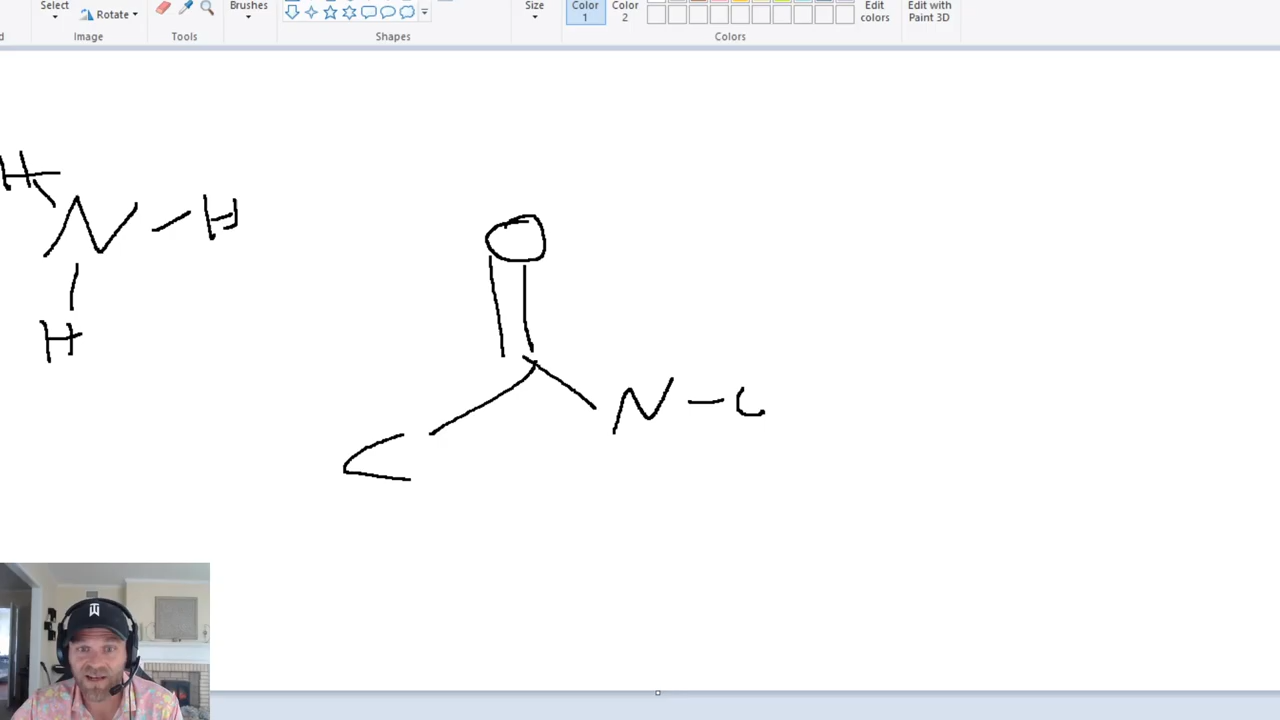 Select
Brushes
Size
Color
1
Color
2
Edit
colors
Edit with
Paint 3D
Rotate
Image
Tools
Shapes
Colors
H
N
H
H
O
C
N
C